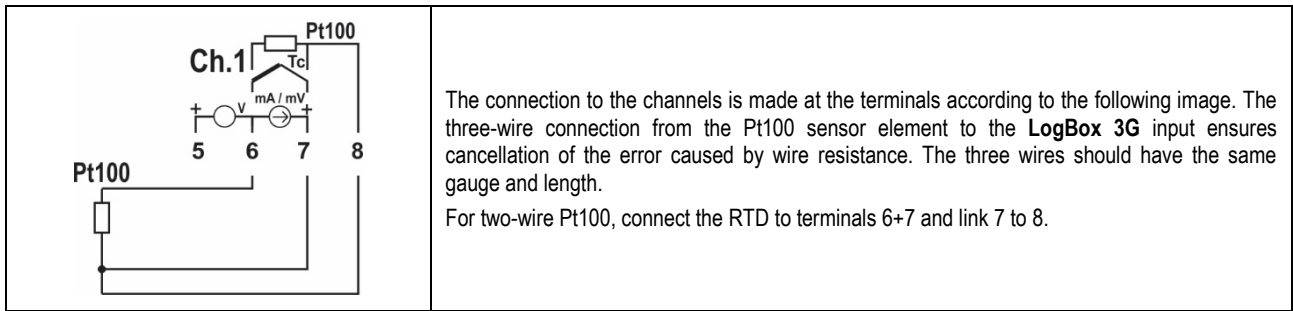 Pt100
Ch.1
Tc
mA / mV
+ V +
5 6 7 8
Pt100
The connection to the channels is made at the terminals according to the following image. The
three-wire connection from the Pt100 sensor element to the LogBox 3G input ensures
cancellation of the error caused by wire resistance. The three wires should have the same
gauge and length.
For two-wire Pt100, connect the RTD to terminals 6+7 and link 7 to 8.